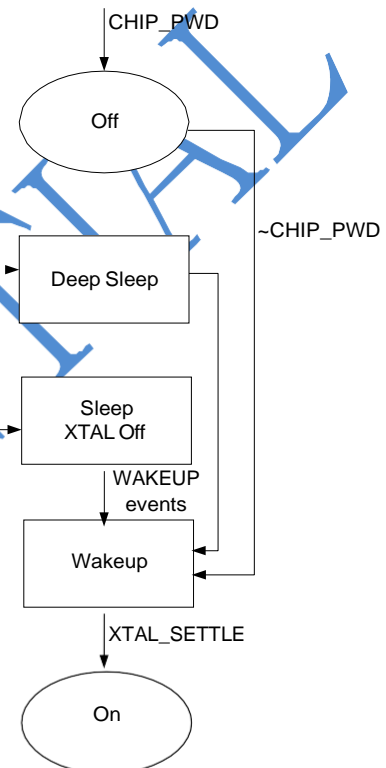 CHIP_PWD
Off
~CHIP_PWD
Deep Sleep
Sleep
XTAL Off
WAKEUP
events
Wakeup
XTAL_SETTLE
On